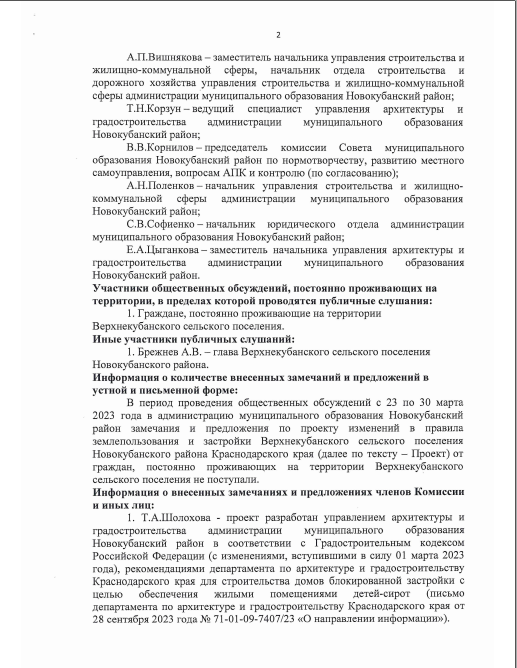 2
А.П.Вишнякова – заместитель начальника управления строительства и
жилищно-коммунальной сферы, начальник отдела строительства и
дорожного хозяйства управления строительства и жилищно-коммунальной
сферы администрации муниципального образования Новокубанский район;
Т.Н.Корзун – ведущий специалист управления архитектуры и
градостроительства администрации муниципального образования
Новокубанский район;
В.В.Корнилов – председатель комиссии Совета муниципального
образования Новокубанский район по нормотворчеству, развитию местного
самоуправления, вопросам АПК и контролю (по согласованию);
А.Н.Поленков – начальник управления строительства и жилищно-
коммунальной сферы администрации муниципального образования
Новокубанский район;
С.В.Софиенко – начальник юридического отдела администрации
муниципального образования Новокубанский район;
Е.А.Цыганкова – заместитель начальника управления архитектуры и
градостроительства администрации муниципального образования
Новокубанский район.
Участники общественных обсуждений, постоянно проживающих на
территории, в пределах которой проводятся публичные слушания:
1. Граждане, постоянно проживающие на территории
Верхнекубанского сельского поселения.
Иные участники публичных слушаний:
1. Брежнев А.В. – глава Верхнекубанского сельского поселения
Новокубанского района.
Информация о количестве внесенных замечаний и предложений в
устной и письменной форме:
В период проведения общественных обсуждений с 23 по 30 марта
2023 года в администрацию муниципального образования Новокубанский
район замечания и предложения по проекту изменений в правила
землепользования и застройки Верхнекубанского сельского поселения
Новокубанского района Краснодарского края (далее по тексту – Проект) от
граждан, постоянно проживающих на территории Верхнекубанского
сельского поселения не поступали.
Информация о внесенных замечаниях и предложениях членов Комиссии
и иных лиц:
1. Т.А.Шолохова - проект разработан управлением архитектуры и
градостроительства администрации муниципального образования
Новокубанский район в соответствии с Градостроительным кодексом
Российской Федерации (с изменениями, вступившими в силу 01 марта 2023
года), рекомендациями департамента по архитектуре и градостроительству
Краснодарского края для строительства домов блокированной застройки с
целью обеспечения жилыми помещениями детей-сирот (письмо
департамента по архитектуре и градостроительству Краснодарского края от
28 сентября 2023 года № 71-01-09-7407/23 «О направлении информации»).